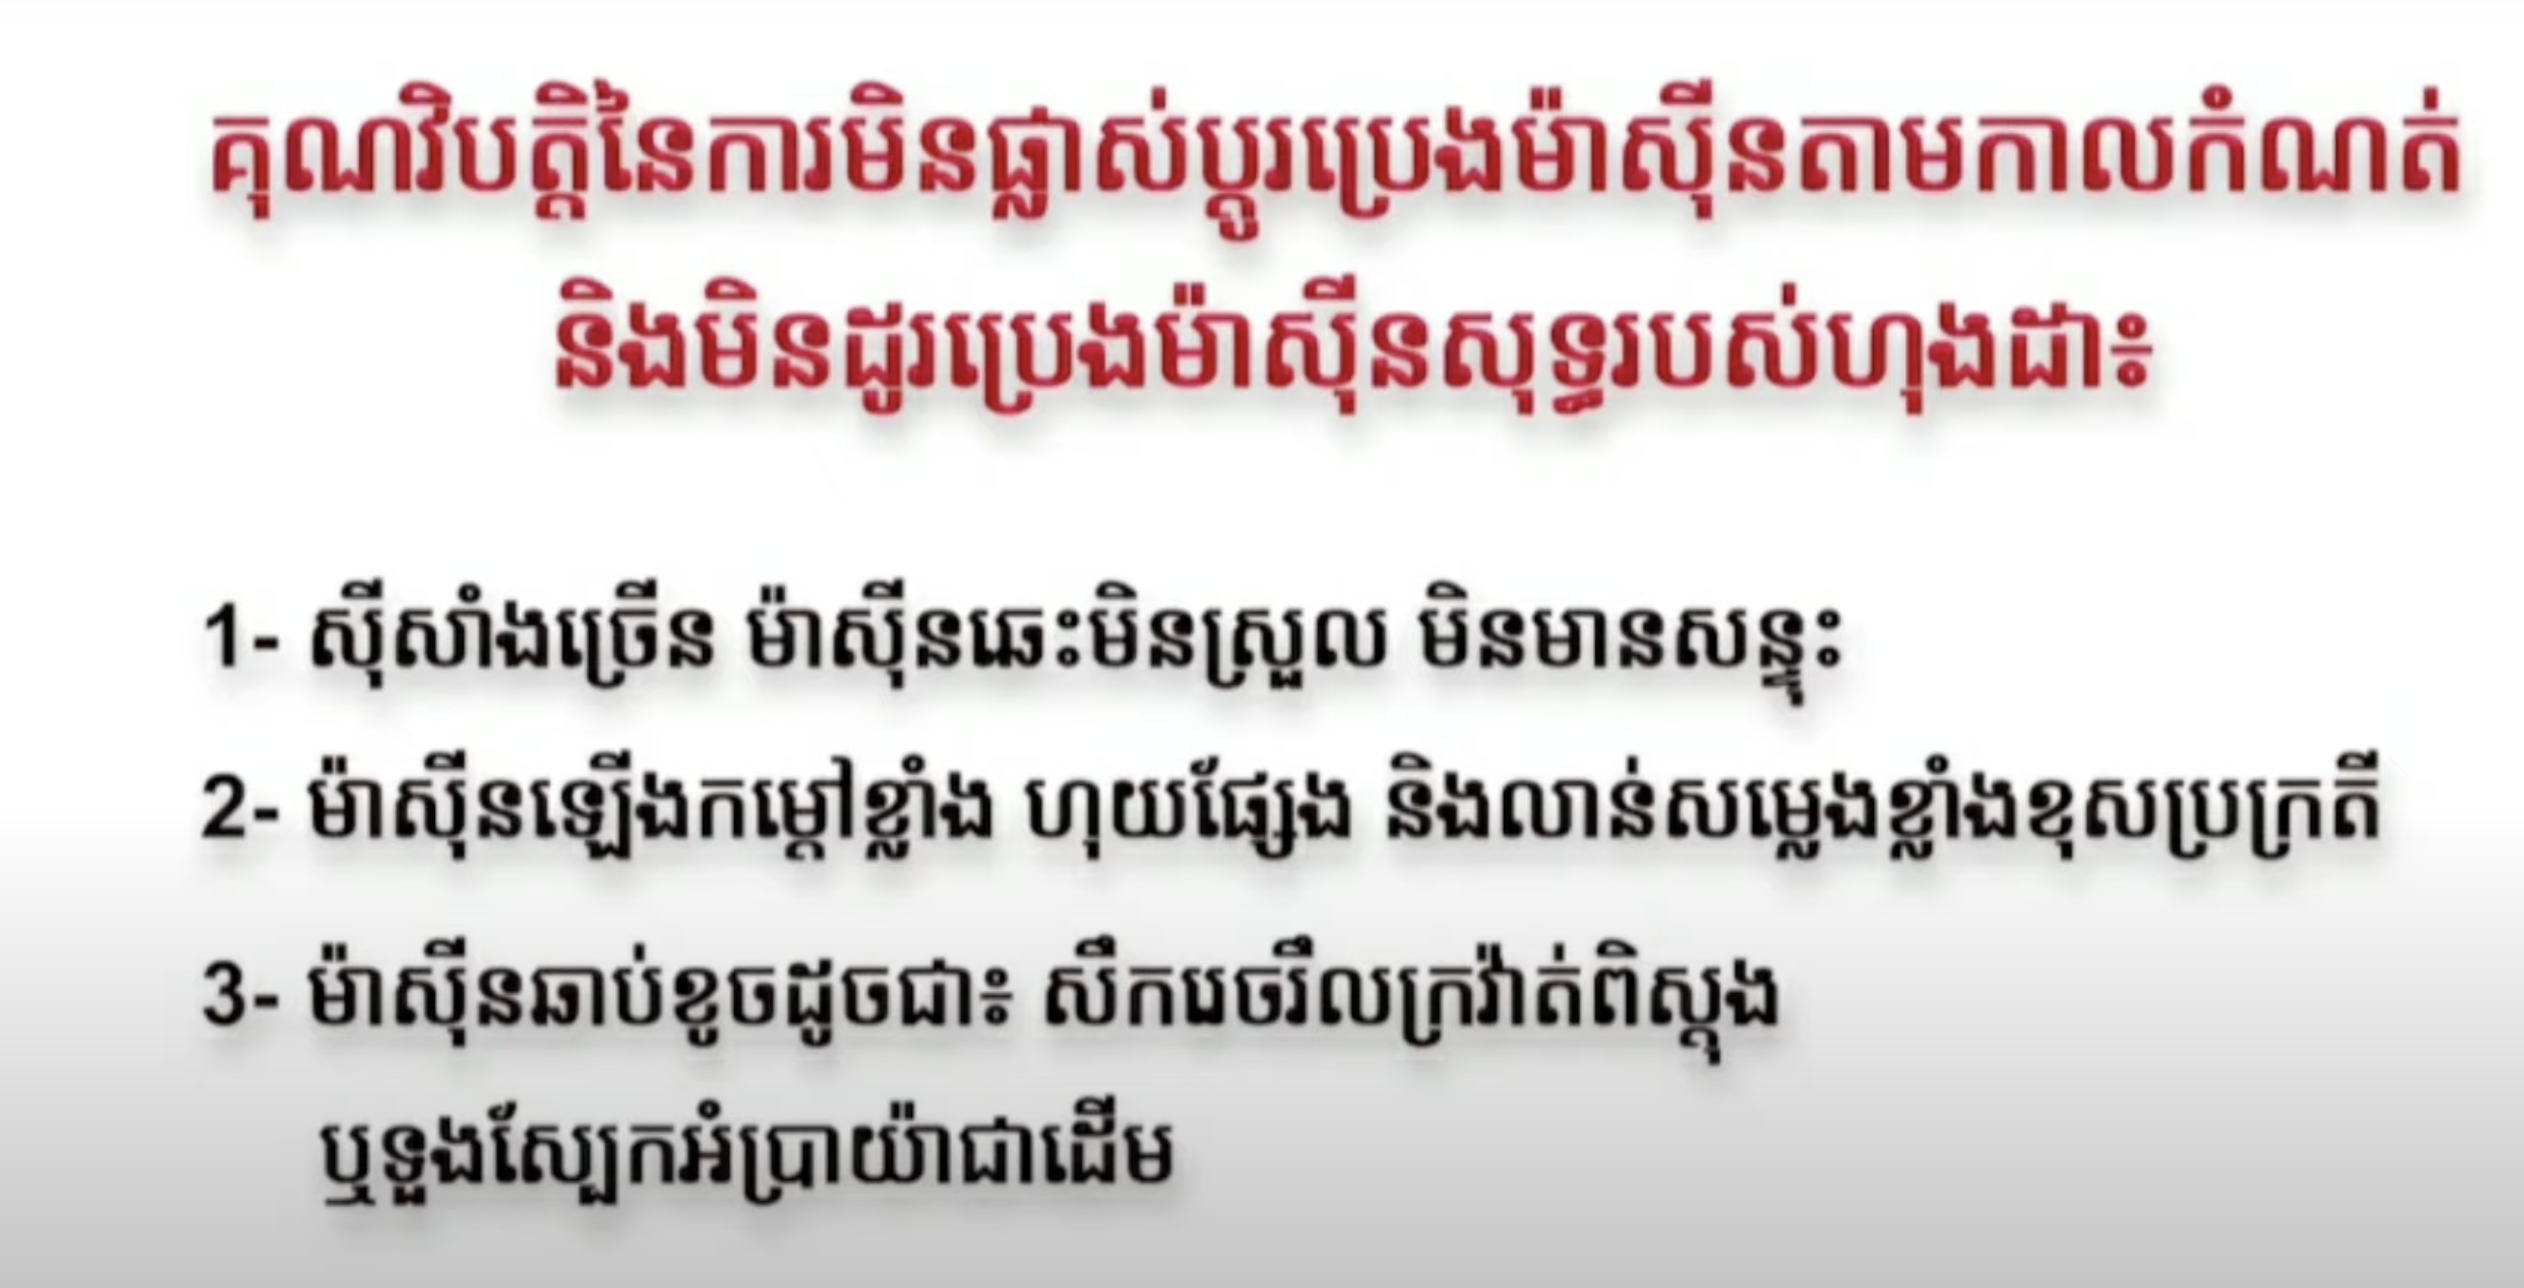 គុណវិបត្តិនៃការមិនផ្លាស់ប្តូរប្រេងម៉ាស៊ីនតាមកាលកំណត់
និងមិនដូរប្រេងម៉ាស៊ីនសុទ្ធរបស់ហុងដា៖
1- ស៊ីសាំងច្រើន ម៉ាស៊ីនឆេះមិនស្រួល មិនមានសន្ទុះ
2- ម៉ាស៊ីនឡើងកម្តៅខ្លាំង ហុយផ្សែង និងលាន់សម្លេងខ្លាំងខុសប្រក្រតី
3- ម៉ាស៊ីនឆាប់ខូចដូចជា៖ សឹករេចរឹលក្រវ៉ាត់ពិស្តុង
ឬទួងស្បែកអំប្រាយ៉ាជាដើម